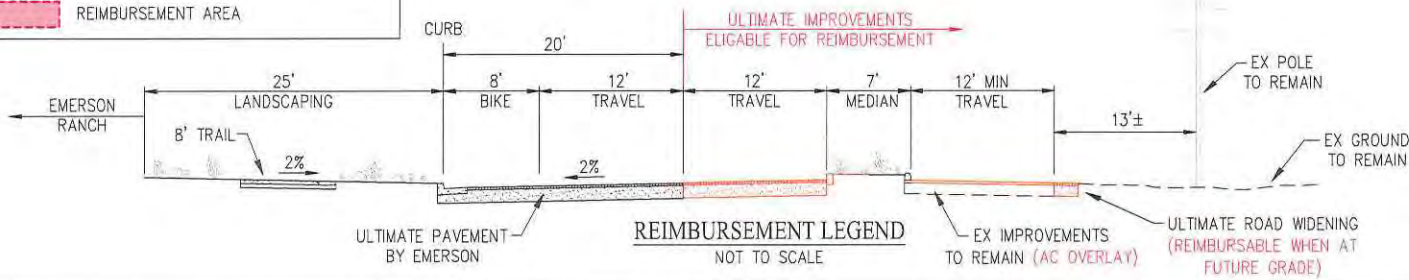 REIMBURSEMENT AREA
CURB
ULTIMATE IMPROVEMENTS
ELIGABLE FOR REIMBURSEMENT
20'
25'
LANDSCAPING
8'
BIKE
12'
TRAVEL
12'
TRAVEL
7'
MEDIAN
12' MIN
TRAVEL
13'±
EX POLE
TO REMAIN
EMERSON
RANCH
8' TRAIL
2%
2%
EX GROUND
TO REMAIN
ULTIMATE PAVEMENT
BY EMERSON
REIMBURSEMENT LEGEND
NOT TO SCALE
EX IMPROVEMENTS
TO REMAIN (AC OVERLAY)
ULTIMATE ROAD WIDENING
(REIMBURSABLE WHEN AT
FUTURE GRADE)